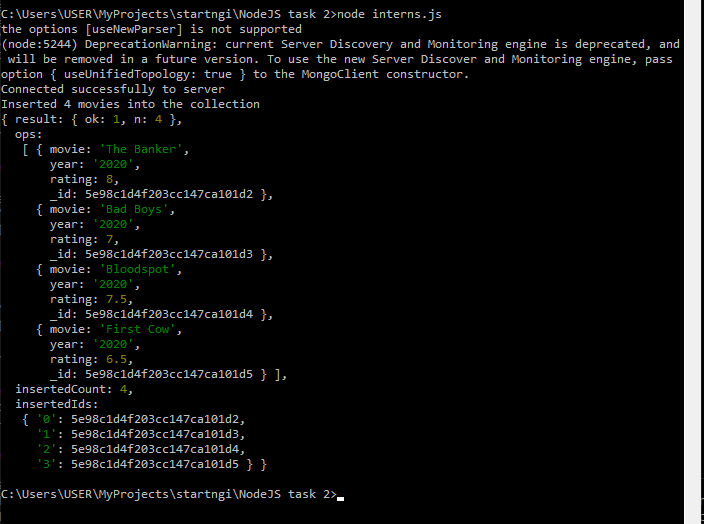 C:\Users\USER\MyProjects\startngi\NodeJS task 2>node interns.js
the options [useNewParser] is not supported
(node:5244) DeprecationWarning: current Server Discovery and Monitoring engine is deprecated, and
 will be removed in a future version. To use the new Server Discover and Monitoring engine, pass
option { useUnifiedTopology: true } to the MongoClient constructor.
Connected successfully to server
Inserted 4 movies into the collection
{ result: { ok: 1, n: 4 },
  ops:
   [ { movie: 'The Banker',
       year: '2020',
       rating: 8,
       _id: 5e98c1d4f203cc147ca101d2 },
     { movie: 'Bad Boys',
       year: '2020',
       rating: 7,
       _id: 5e98c1d4f203cc147ca101d3 },
     { movie: 'Bloodspot',
       year: '2020',
       rating: 7.5,
       _id: 5e98c1d4f203cc147ca101d4 },
     { movie: 'First Cow',
       year: '2020',
       rating: 6.5,
       _id: 5e98c1d4f203cc147ca101d5 } ],
  insertedCount: 4,
  insertedIds:
   { '0': 5e98c1d4f203cc147ca101d2,
     '1': 5e98c1d4f203cc147ca101d3,
     '2': 5e98c1d4f203cc147ca101d4,
     '3': 5e98c1d4f203cc147ca101d5 } }
C:\Users\USER\MyProjects\startngi\NodeJS task 2>